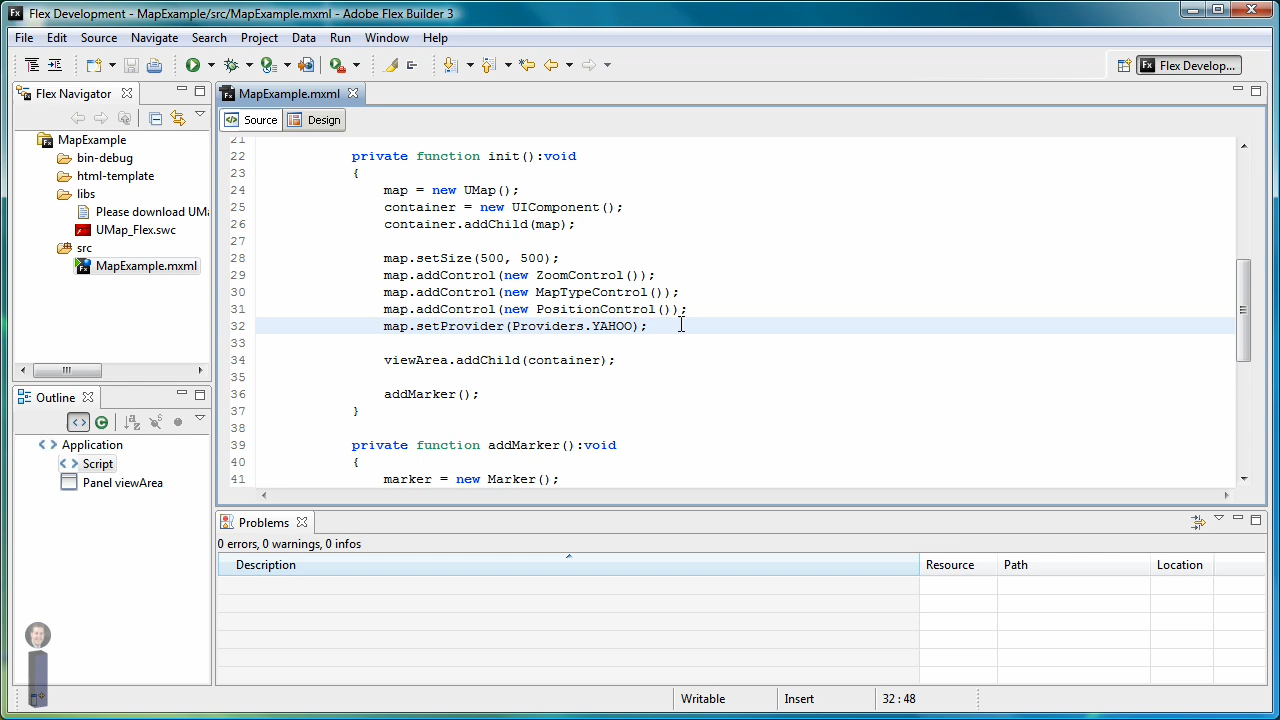 Flex Development - MapExample/src/MapExample.mxml - Adobe Flex Builder 3
File Edit Source Navigate Search Project Data Run Window Help
Flex Develop...
Flex Navigator
MapExample
bin-debug
html-template
libs
Please download UMa
UMap_Flex.swc
src
MapExample.mxml
Outline
Application
Script
Panel viewArea
MapExample.mxml
Source Design
21
22 private function init():void
23 {
24 map = new UMap();
25 container = new UIComponent();
26 container.addChild(map);
27
28 map.setSize(500, 500);
29 map.addControl(new ZoomControl());
30 map.addControl(new MapTypeControl());
31 map.addControl(new PositionControl());
32 map.setProvider(Providers.YAHOO);
33
34 viewArea.addChild(container);
35
36 addMarker();
37 }
38
39 private function addMarker():void
40 {
41 marker = new Marker();
Problems
0 errors, 0 warnings, 0 infos
Description Resource Path Location
Writable Insert 32:48